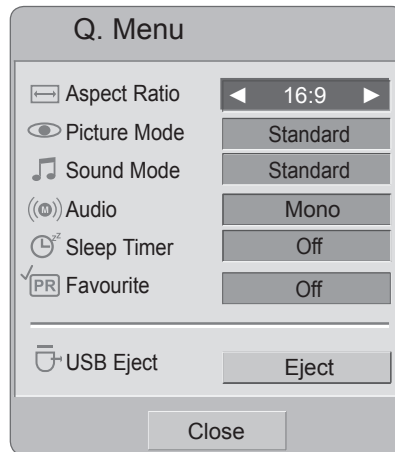 Q. Menu
Aspect Ratio ◄ 16:9 ►
Picture Mode Standard
Sound Mode Standard
((M)) Audio Mono
zz Sleep Timer Off
PR Favourite Off
USB Eject Eject
Close